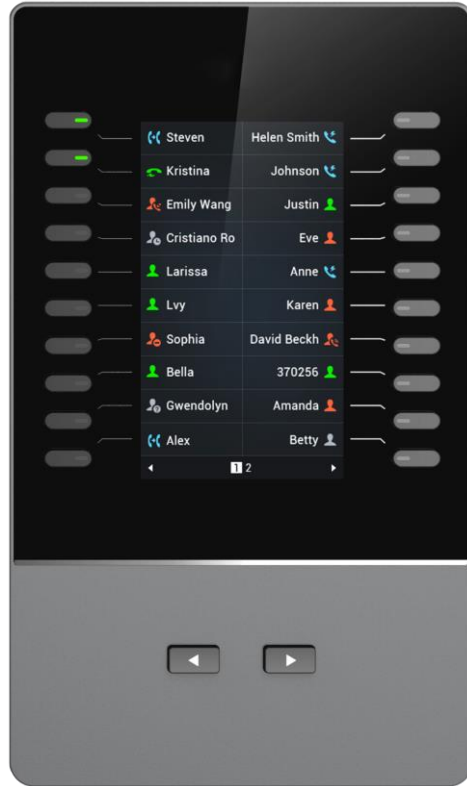 Steven Helen Smith
Kristina Johnson
Emily Wang Justin
Cristiano Ro Eve
Larissa Anne
Lvy Karen
Sophia David Beckh
Bella 370256
Gwendolyn Amanda
Alex Betty
1 2